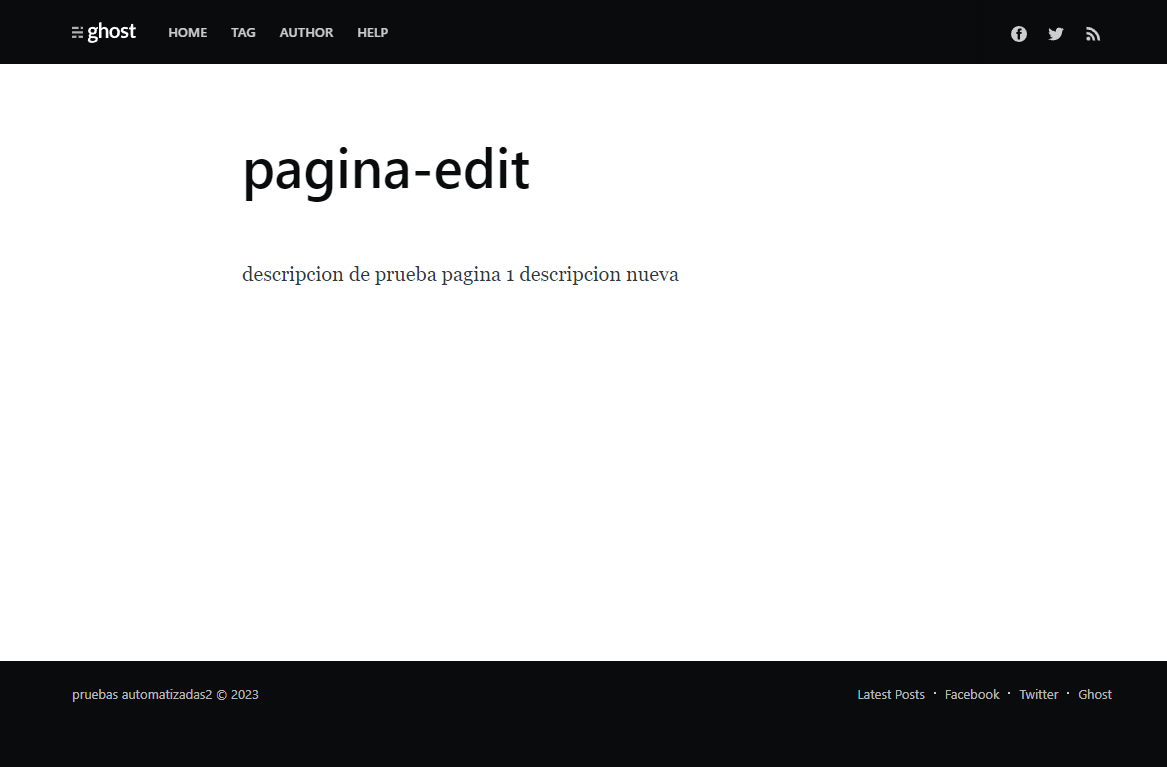 ghost HOME TAG AUTHOR HELP
pagina-edit
descripcion de prueba pagina 1 descripcion nueva
pruebas automatizadas2 © 2023 Latest Posts · Facebook · Twitter · Ghost